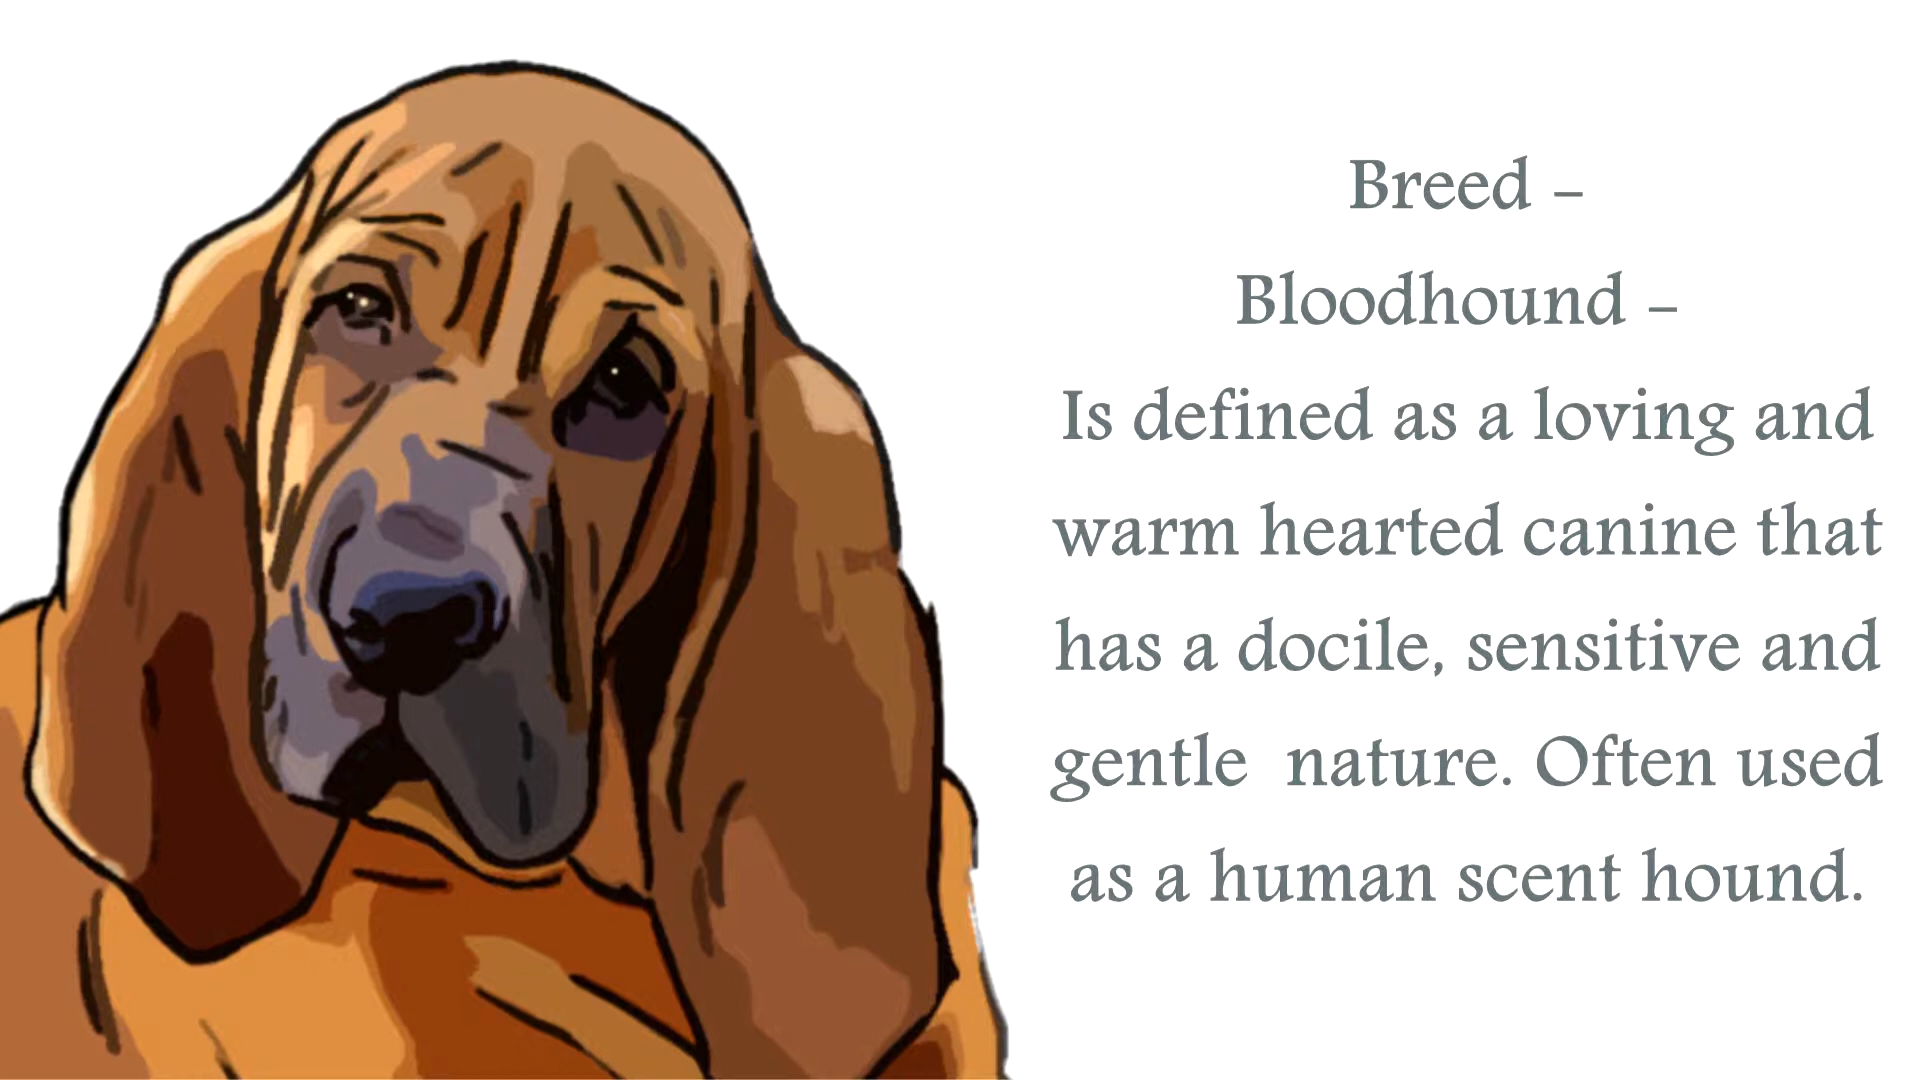 Breed –
Bloodhound –
Is defined as a loving and
warm hearted canine that
has a docile, sensitive and
gentle  nature. Often used
as a human scent hound.